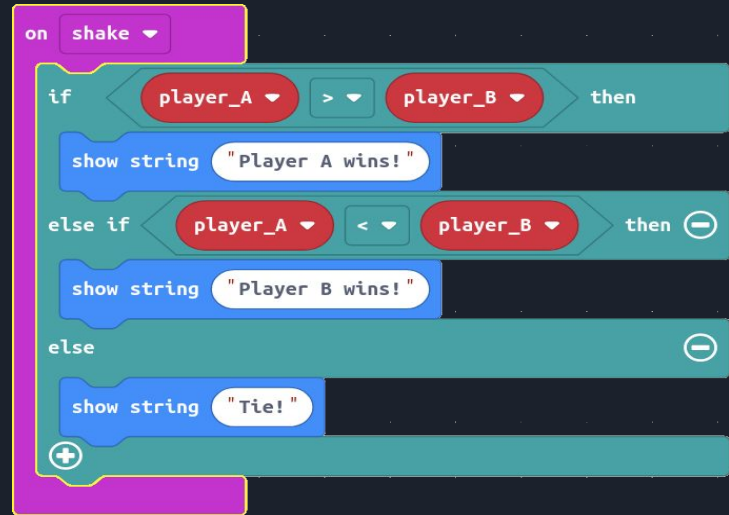 on shake
if player_A > player_B then
show string "Player A wins!"
else if player_A < player_B then
show string "Player B wins!"
else
show string "Tie!"